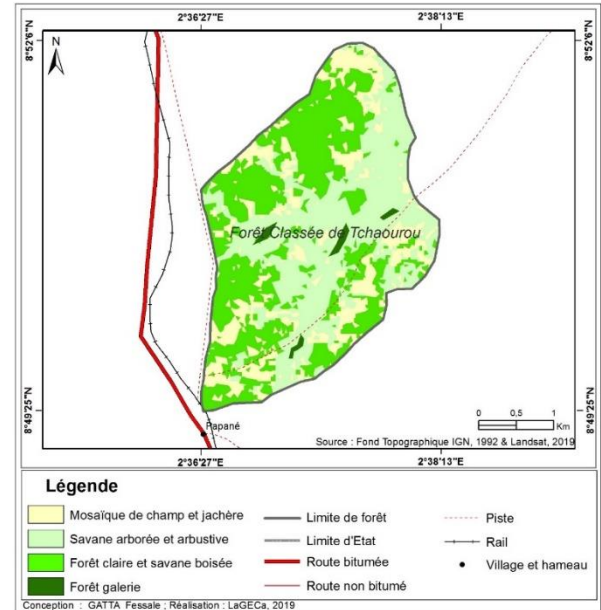 2°36'27"E 2°38'13"E
8°52'6"N 8°52'6"N
N
Forêt Classée de Tchaourou
8°49'25"N 8°49'25"N
Papané
0 0,5 1
Km
Source : Fond Topographique IGN, 1992 & Landsat, 2019
2°36'27"E 2°38'13"E
Légende
Mosaïque de champ et jachère Limite de forêt Piste
Savane arborée et arbustive Limite d'Etat Rail
Forêt claire et savane boisée Route bitumée Village et hameau
Forêt galerie Route non bitumé
Conception : GATTA Fessale ; Réalisation : LaGECa, 2019